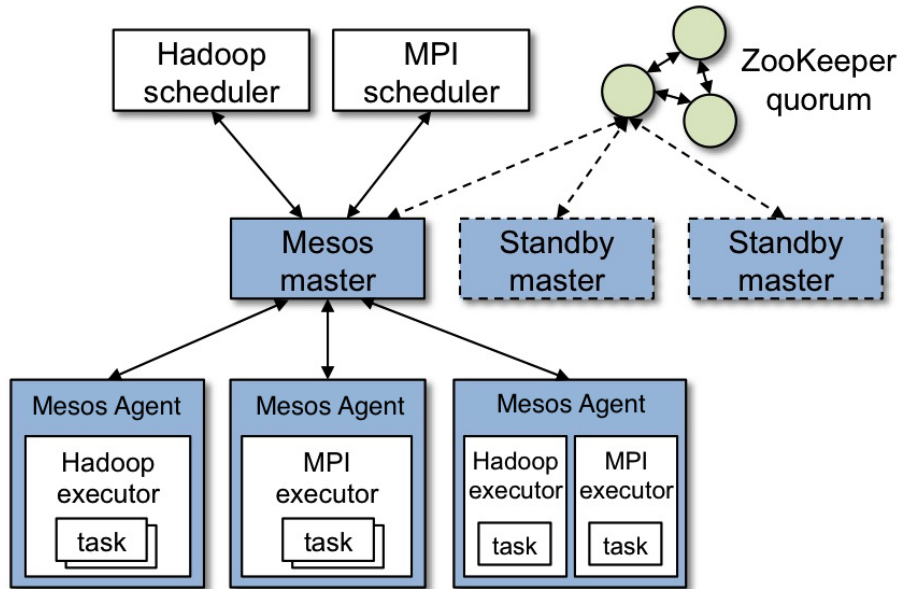 Hadoop
scheduler
MPI
scheduler
ZooKeeper
quorum
Mesos
master
Standby
master
Standby
master
Mesos Agent
Hadoop
executor
task
Mesos Agent
MPI
executor
task
Mesos Agent
Hadoop
executor
task
MPI
executor
task